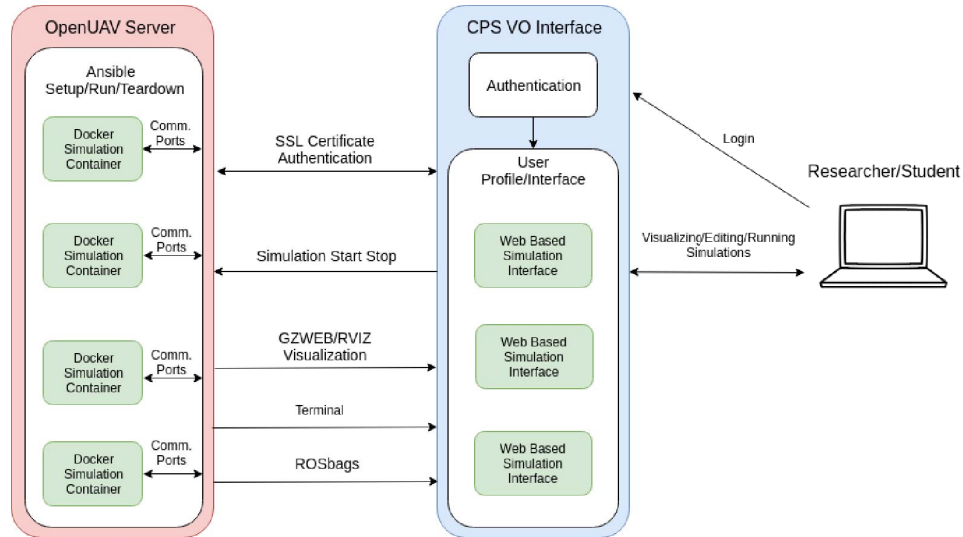 OpenUAV Server
Ansible
Setup/Run/Teardown
Docker
Simulation
Container
Comm.
Ports
Docker
Simulation
Container
Comm.
Ports
Docker
Simulation
Container
Comm.
Ports
Docker
Simulation
Container
Comm.
Ports
SSL Certificate
Authentication
Simulation Start Stop
GZWEB/RVIZ
Visualization
Terminal
ROSbags
CPS VO Interface
Authentication
User
Profile/Interface
Web Based
Simulation
Interface
Web Based
Simulation
Interface
Web Based
Simulation
Interface
Login
Visualizing/Editing/Running
Simulations
Researcher/Student